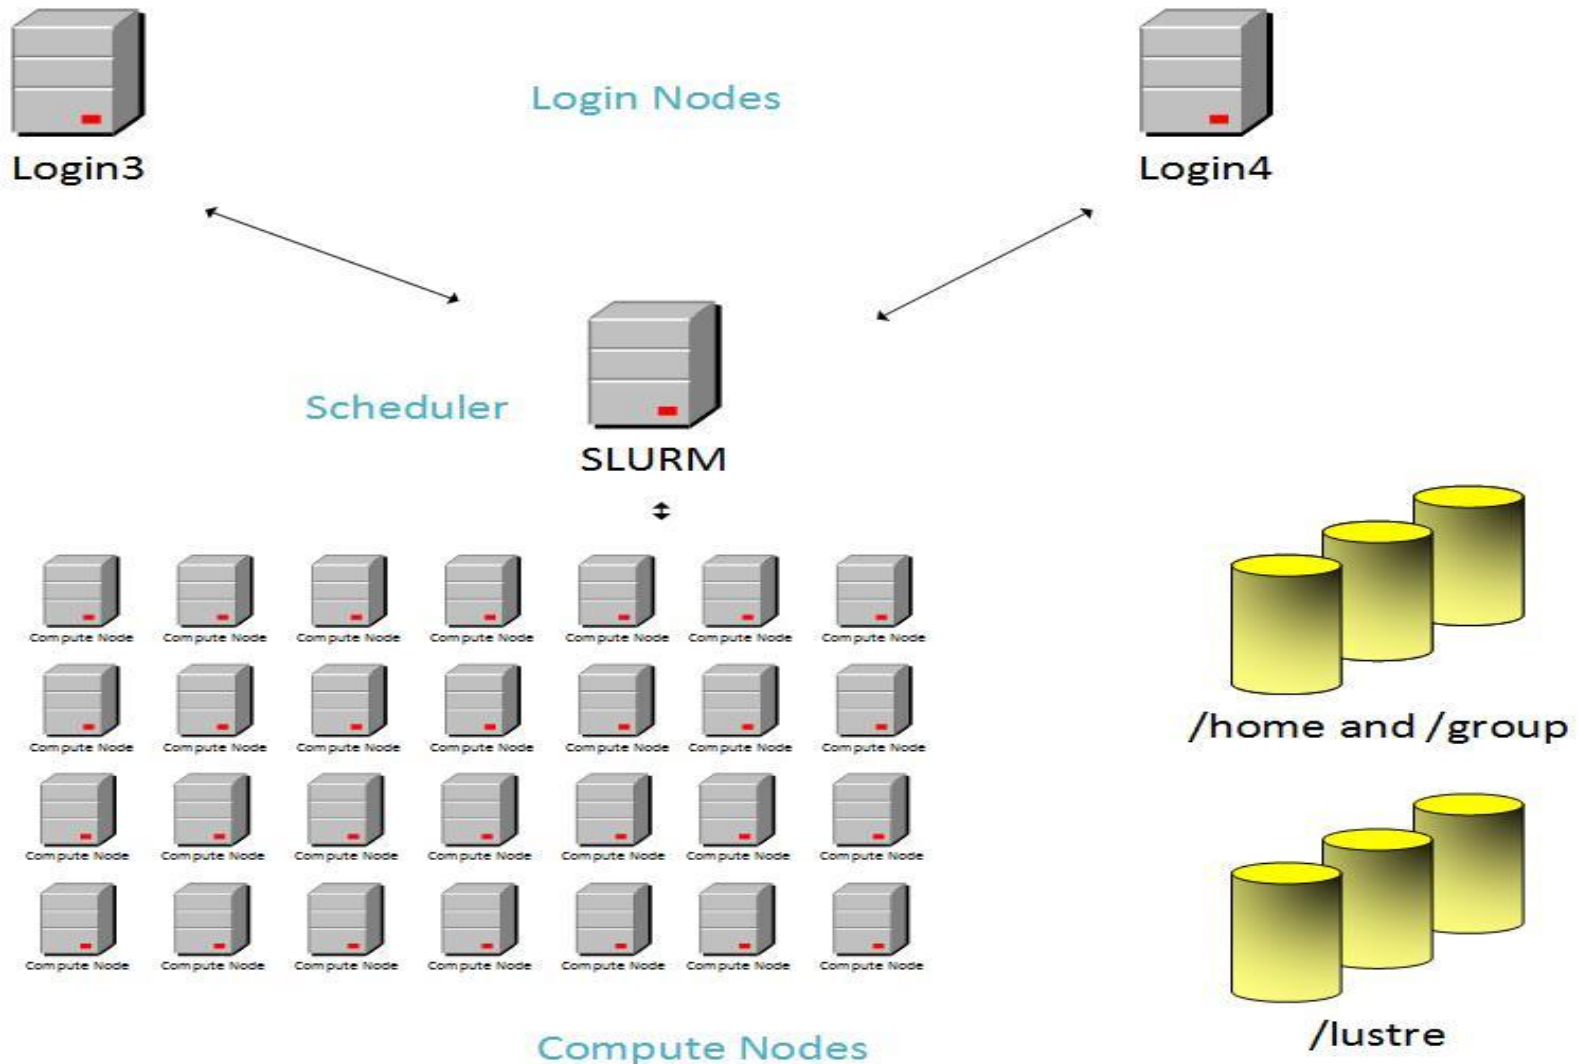 Login Nodes
Login3
Login4
Scheduler
SLURM
Compute Node Compute Node Compute Node Compute Node Compute Node Compute Node Compute Node
Compute Node Compute Node Compute Node Compute Node Compute Node Compute Node Compute Node
Compute Node Compute Node Compute Node Compute Node Compute Node Compute Node Compute Node
Compute Node Compute Node Compute Node Compute Node Compute Node Compute Node Compute Node
Compute Nodes
/home and /group
/lustre